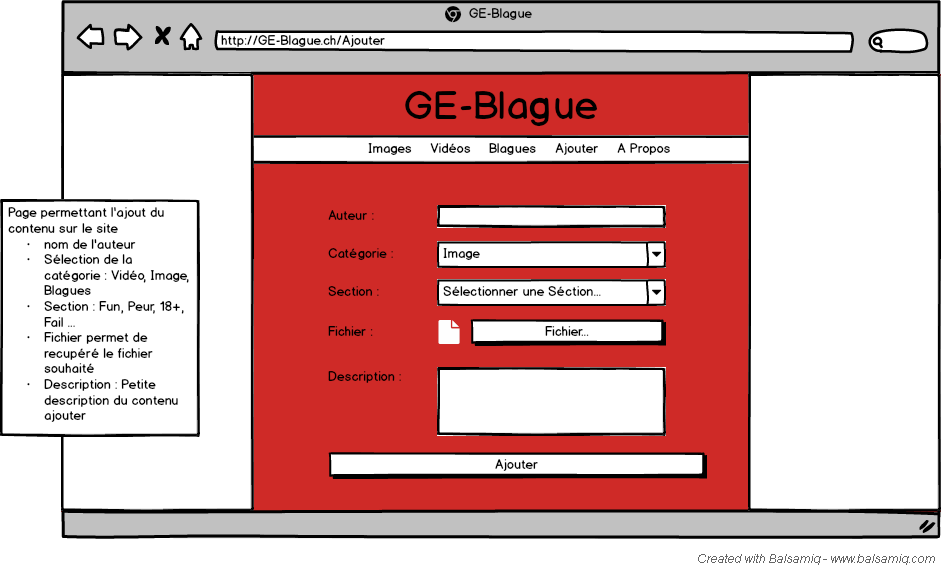 GE-Blague
http://GE-Blague.ch/Ajouter
GE-Blague
Images Vidéos Blagues Ajouter A Propos
Page permettant l'ajout du
contenu sur le site
· nom de l'auteur
· Sélection de la
catégorie : Vidéo, Image,
Blagues
· Section : Fun, Peur, 18+,
Fail ...
· Fichier permet de
recupéré le fichier
souhaité
· Description : Petite
description du contenu
ajouter
Auteur :
Catégorie : Image
Section : Sélectionner une Séction...
Fichier : Fichier...
Description :
Ajouter
Created with Balsamiq - www.balsamiq.com